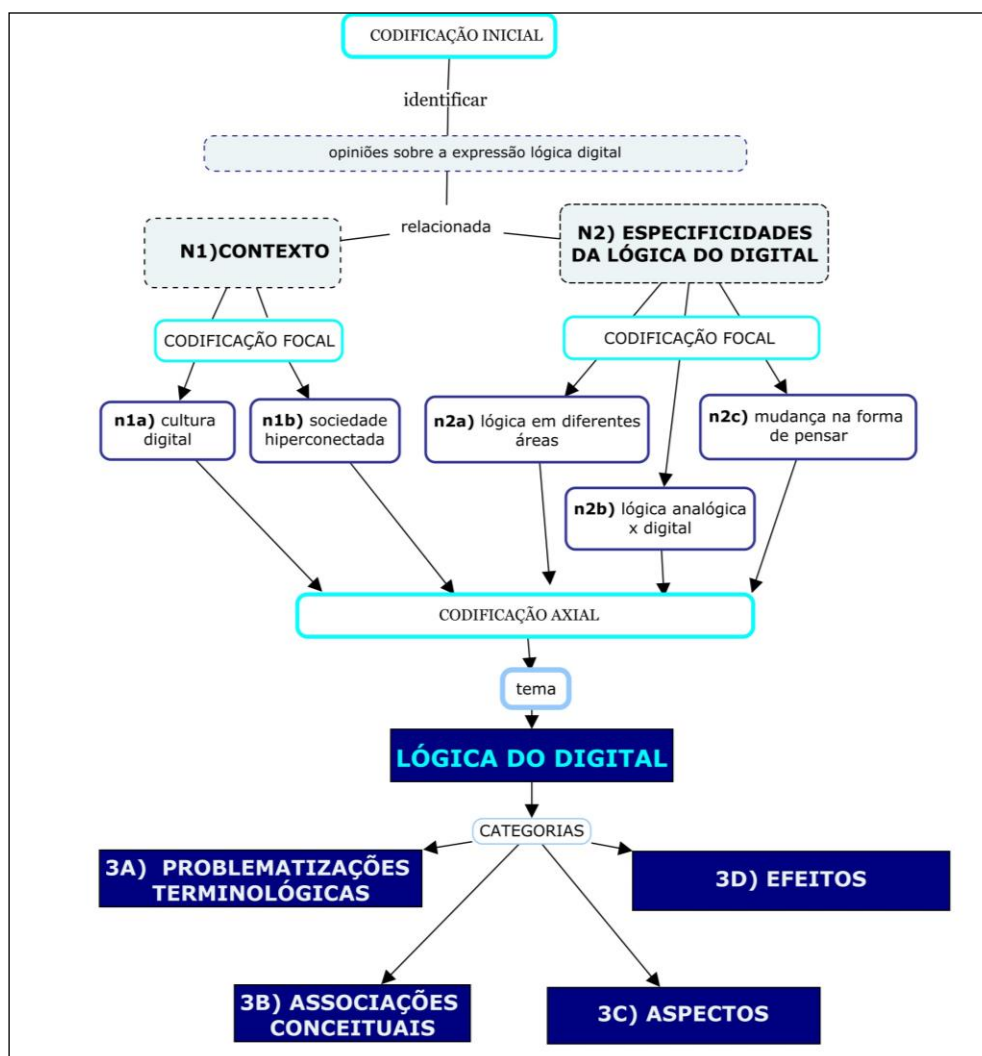 CODIFICAÇÃO INICIAL
identificar
opiniões sobre a expressão lógica digital
relacionada
N1)CONTEXTO
N2) ESPECIFICIDADES
DA LÓGICA DO DIGITAL
CODIFICAÇÃO FOCAL
CODIFICAÇÃO FOCAL
n1a) cultura
digital
n1b) sociedade
hiperconectada
n2a) lógica em diferentes
áreas
n2c) mudança na forma
de pensar
n2b) lógica analógica
x digital
CODIFICAÇÃO AXIAL
tema
LÓGICA DO DIGITAL
CATEGORIAS
3A) PROBLEMATIZAÇÕES
TERMINOLÓGICAS
3D) EFEITOS
3B) ASSOCIAÇÕES
CONCEITUAIS
3C) ASPECTOS